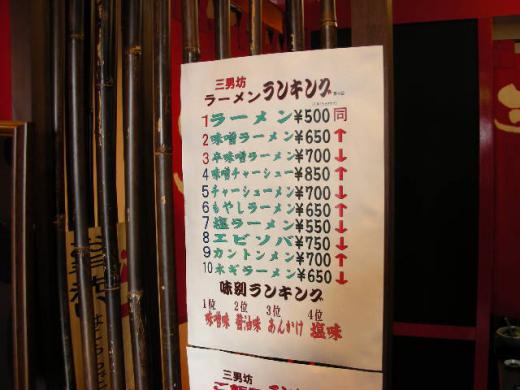 三男坊
ラーメンランキング
1 ラーメン ¥500 同
2 味噌ラーメン ¥650 ↑
3 辛味噌ラーメン ¥700 ↓
4 味噌チャーシュー ¥850 ↑
5 チャーシューメン ¥700 ↓
6 もやしラーメン ¥650 ↑
7 塩ラーメン ¥550 ↓
8 エビソバ ¥750 ↓
9 カントンメン ¥700 ↑
10 ネギラーメン ¥650 ↓
味別ランキング
1位 2位 3位 4位
味噌味 醤油味 あんかけ 塩味
三男坊